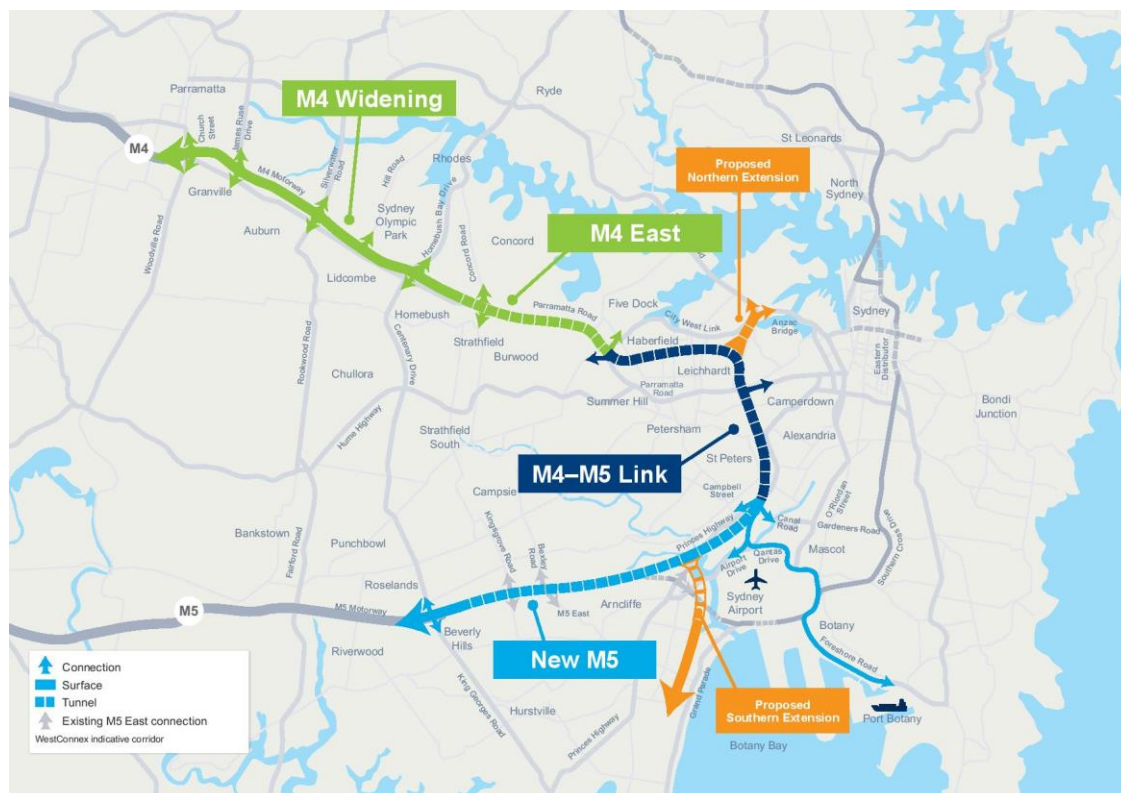 Parramatta
M4 Widening
Ryde
Church
Street
James Ruse
Drive
St Leonards
M4
Silverwater
Road
Hill Road
Rhodes
Proposed
Northern Extension
M4 Motorway
Granville
Homebush Bay Drive
North
Sydney
Sydney
Olympic
Park
Woodville Road
Auburn
Concord Road
Concord
M4 East
Lidcombe
Parramatta Road
Five Dock
City West Link
Anzac
Bridge
Sydney
Homebush
Haberfield
Eastern
Distributor
Strathfield
Burwood
Rookwood Road
Centenary Drive
Leichhardt
Chullora
Parramatta
Road
Bondi
Junction
Summer Hill
Camperdown
Hume Highway
Strathfield
South
Petersham
Alexandria
M4–M5 Link
St Peters
O'Riordan
Street
Campsie
Campbell
Street
Canal
Road
Gardeners Road
Southern Cross Drive
Bankstown
Punchbowl
Kingsgrove Road
Bexley
Road
Princes Highway
Fairford Road
Airport
Drive
Qantas
Drive
Mascot
Roselands
M5
M5 Motorway
M5 East
Arncliffe
Sydney
Airport
Beverly
Hills
New M5
Botany
Riverwood
Foreshore Road
Connection
Surface
Tunnel
Existing M5 East connection
WestConnex indicative corridor
King Georges Road
Hurstville
Princes Highway
Grand Parade
Proposed
Southern Extension
Port Botany
Botany Bay